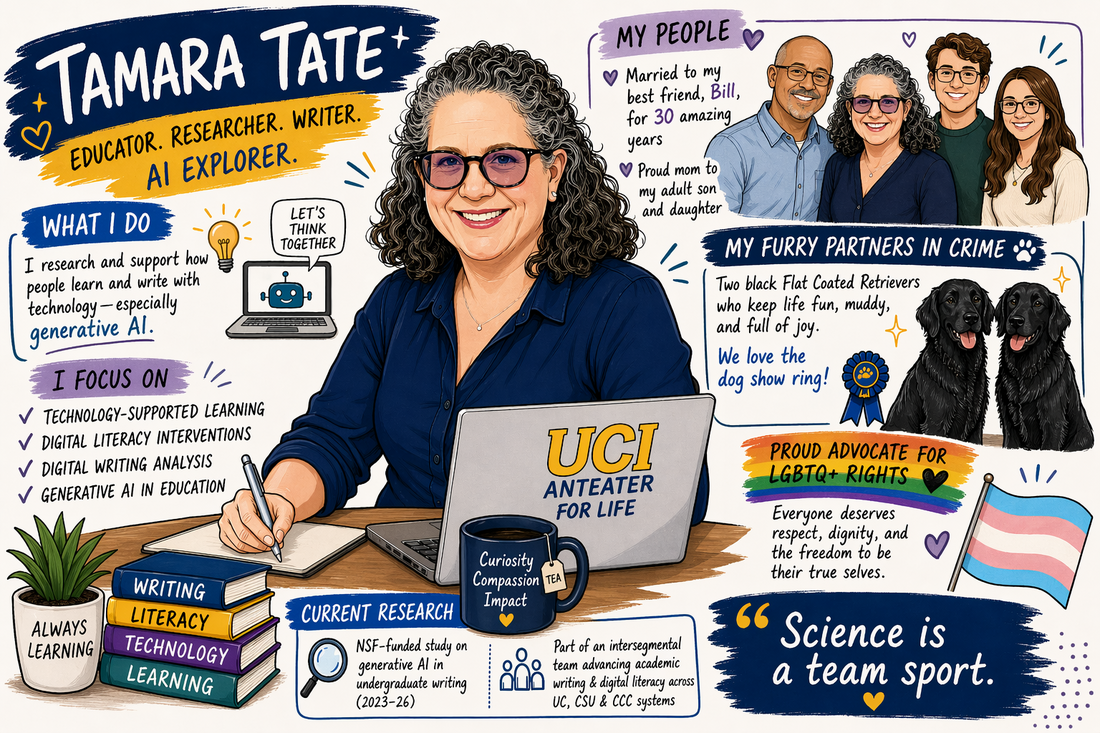 TAMARA TATE
EDUCATOR. RESEARCHER. WRITER.
AI EXPLORER.
WHAT I DO
I research and support how
people learn and write with
technology — especially
generative AI.
LET'S
THINK
TOGETHER
I FOCUS ON
✓ TECHNOLOGY-SUPPORTED LEARNING
✓ DIGITAL LITERACY INTERVENTIONS
✓ DIGITAL WRITING ANALYSIS
✓ GENERATIVE AI IN EDUCATION
ALWAYS
LEARNING
WRITING
LITERACY
TECHNOLOGY
LEARNING
UCI
ANTEATER
FOR LIFE
Curiosity
Compassion
Impact
TEA
CURRENT RESEARCH
NSF-funded study on
generative AI in
undergraduate writing
(2023–26)
Part of an intersegmental
team advancing academic
writing & digital literacy across
UC, CSU & CCC systems
MY PEOPLE
Married to my
best friend, Bill,
for 30 amazing
years
Proud mom to
my adult son
and daughter
MY FURRY PARTNERS IN CRIME
Two black Flat Coated Retrievers
who keep life fun, muddy,
and full of joy.
We love the
dog show ring!
PROUD ADVOCATE FOR
LGBTQ+ RIGHTS
Everyone deserves
respect, dignity, and
the freedom to be
their true selves.
“Science is
a team sport.